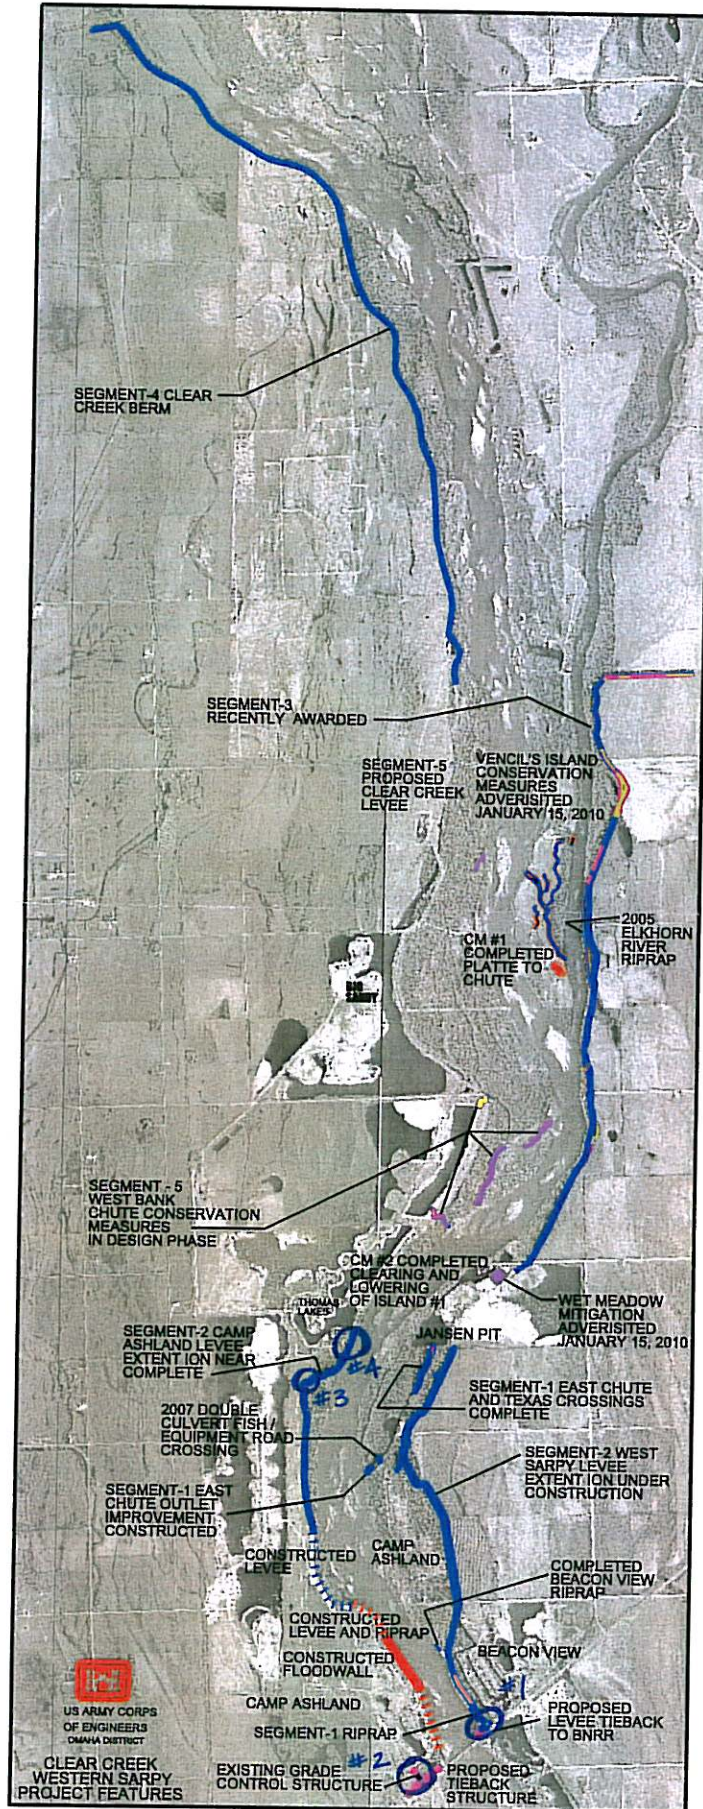 SEGMENT-4 CLEAR
CREEK BERM
SEGMENT-3
RECENTLY AWARDED
SEGMENT-5
PROPOSED
CLEAR CREEK
LEVEE
VENCIL'S ISLAND
CONSERVATION
MEASURES
ADVERISITED
JANUARY 15, 2010
2005
ELKHORN
RIVER
RIPRAP
CM #1
COMPLETED
PLATTE TO
CHUTE
BIG
SANDY
SEGMENT - 5
WEST BANK
CHUTE CONSERVATION
MEASURES
IN DESIGN PHASE
CM #2 COMPLETED
CLEARING AND
LOWERING
OF ISLAND #1
THOMAS
LAKES
WET MEADOW
MITIGATION
ADVERISITED
JANUARY 15, 2010
JANSEN PIT
SEGMENT-2 CAMP
ASHLAND LEVEE
EXTENT ION NEAR
COMPLETE
#4
#3
SEGMENT-1 EAST CHUTE
AND TEXAS CROSSINGS
COMPLETE
2007 DOUBLE
CULVERT FISH /
EQUIPMENT ROAD
CROSSING
SEGMENT-2 WEST
SARPY LEVEE
EXTENT ION UNDER
CONSTRUCTION
SEGMENT-1 EAST
CHUTE OUTLET
IMPROVEMENT
CONSTRUCTED
CONSTRUCTED
LEVEE
CAMP
ASHLAND
COMPLETED
BEACON VIEW
RIPRAP
CONSTRUCTED
LEVEE AND RIPRAP
CONSTRUCTED
FLOODWALL
BEACON VIEW
#1
CAMP ASHLAND
SEGMENT-1 RIPRAP
PROPOSED
LEVEE TIEBACK
TO BNRR
#2
EXISTING GRADE
CONTROL STRUCTURE
PROPOSED
TIEBACK
STRUCTURE
US ARMY CORPS
OF ENGINEERS
OMAHA DISTRICT
CLEAR CREEK
WESTERN SARPY
PROJECT FEATURES